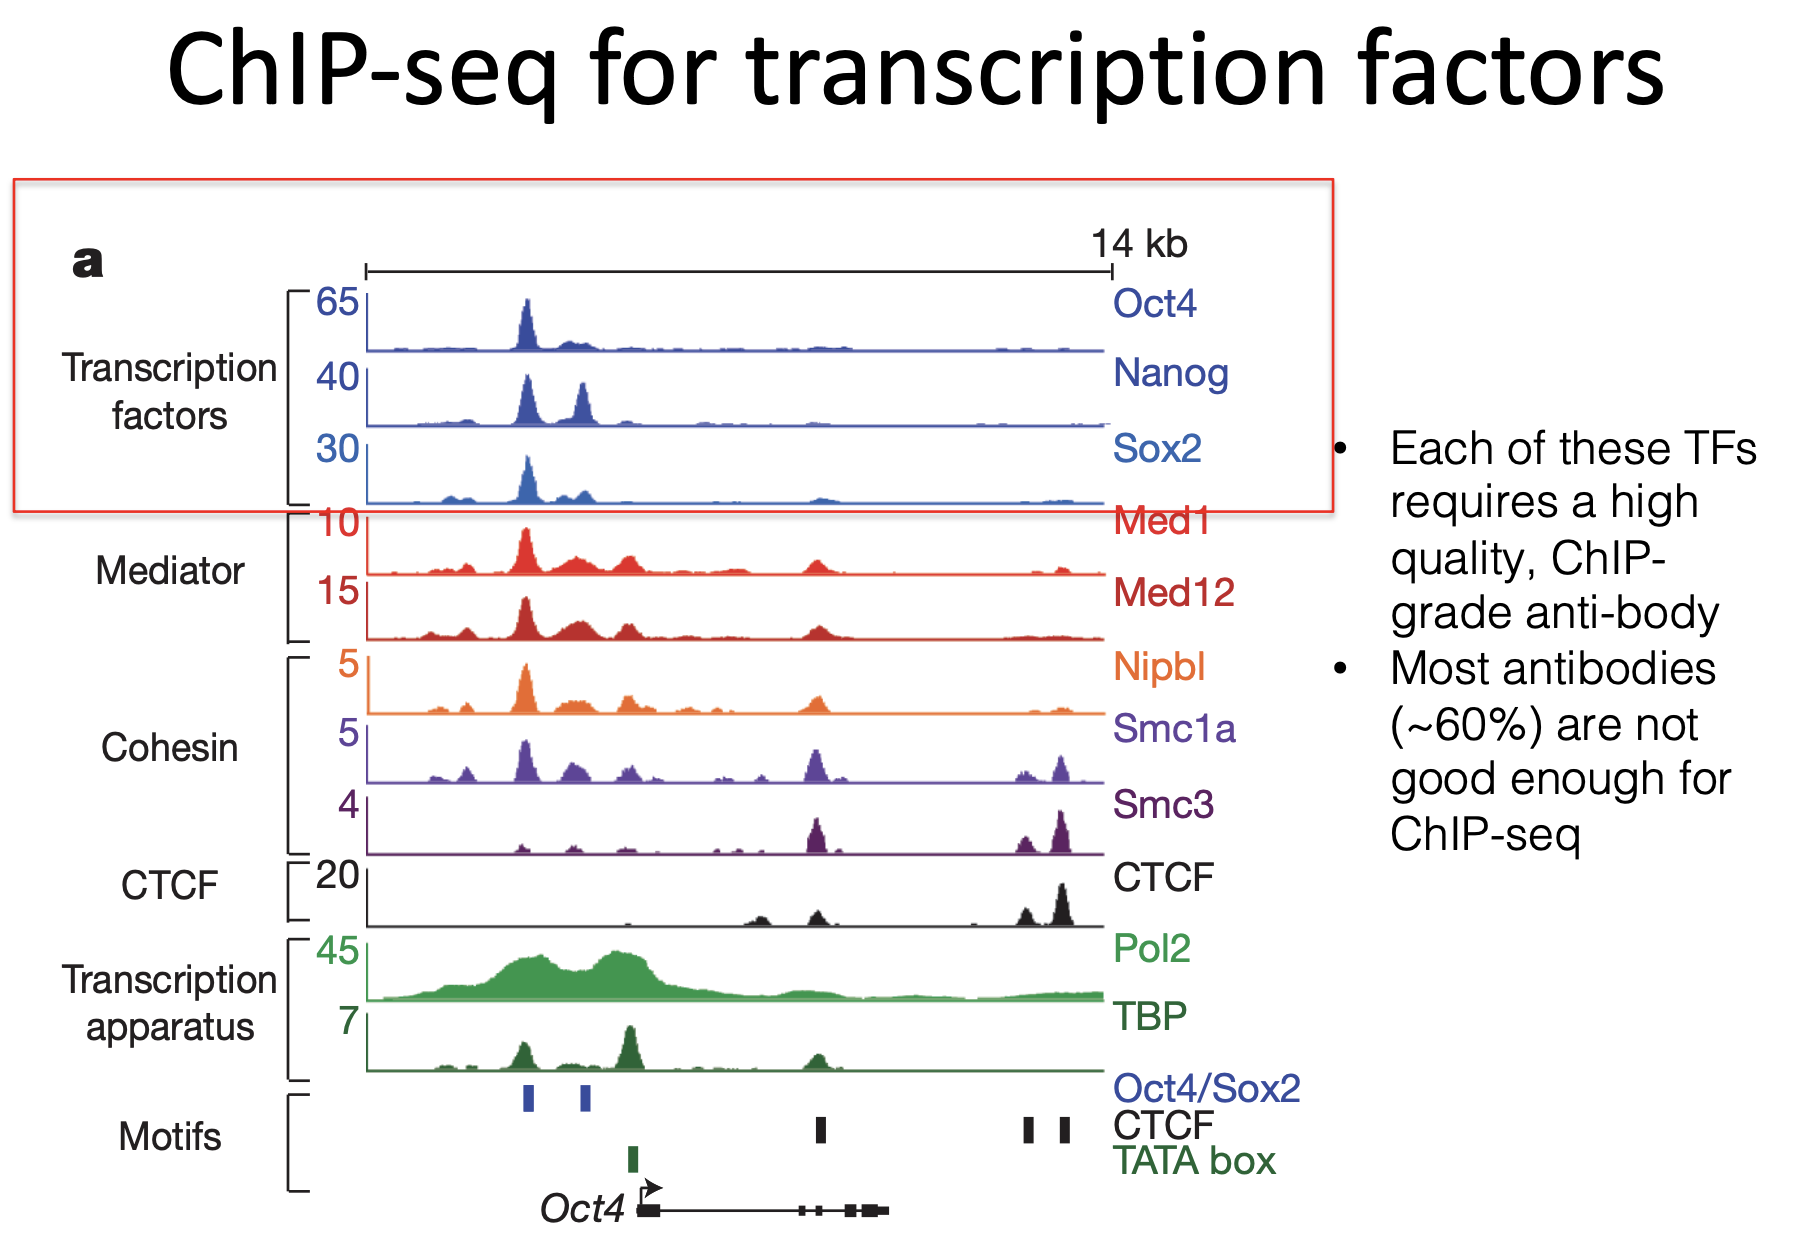 ChIP-seq for transcription factors
a
14 kb
Transcription
factors
65
Oct4
40
Nanog
30
Sox2
Mediator
10
Med1
15
Med12
Cohesin
5
Nipbl
5
Smc1a
4
Smc3
CTCF
20
CTCF
Transcription
apparatus
45
Pol2
7
TBP
Motifs
Oct4/Sox2
CTCF
TATA box
Oct4
• Each of these TFs
requires a high
quality, ChIP-
grade anti-body
• Most antibodies
(~60%) are not
good enough for
ChIP-seq